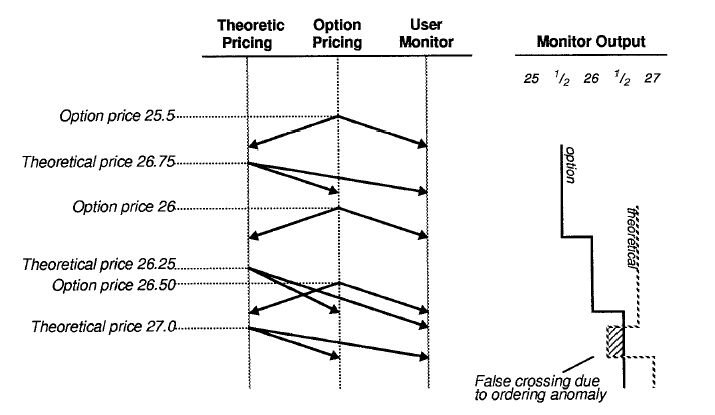 Theoretic Pricing
Option Pricing
User Monitor
Monitor Output
25 1/2 26 1/2 27
Option price 25.5
Theoretical price 26.75
Option price 26
Theoretical price 26.25
Option price 26.50
Theoretical price 27.0
option
theoretical
False crossing due
to ordering anomaly